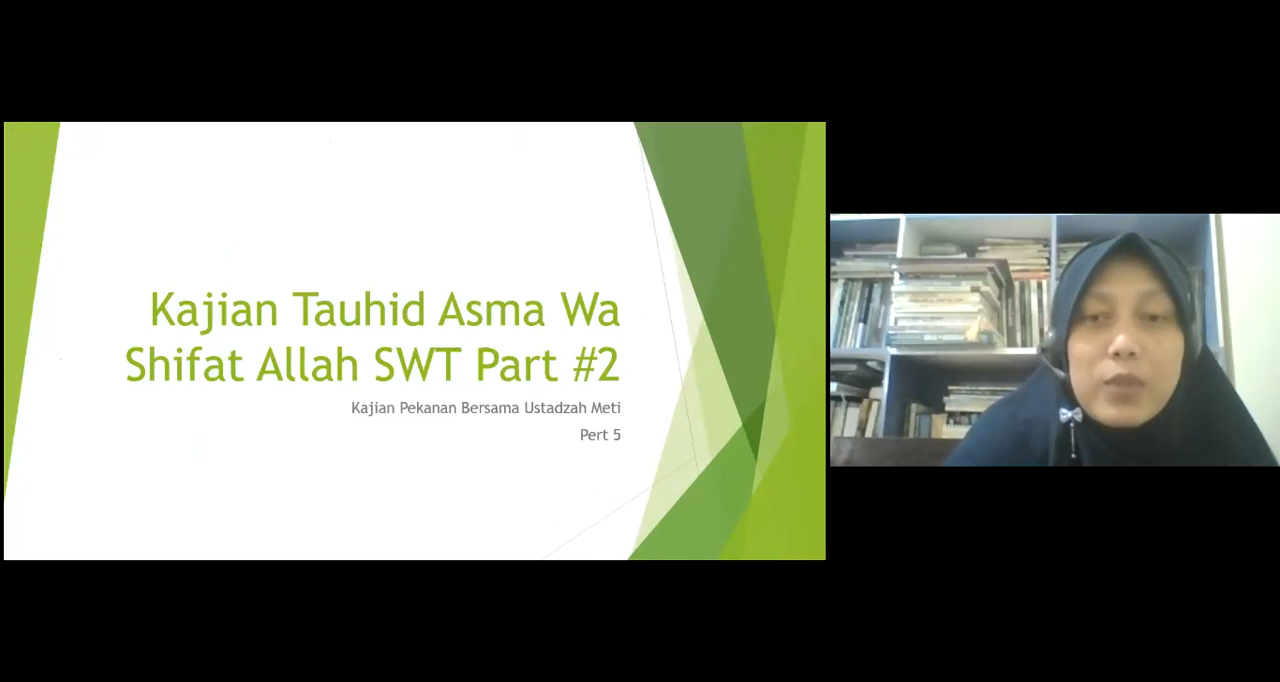 Kajian Tauhid Asma Wa
Shifat Allah SWT Part #2
Kajian Pekanan Bersama Ustadzah Meti
Pert 5